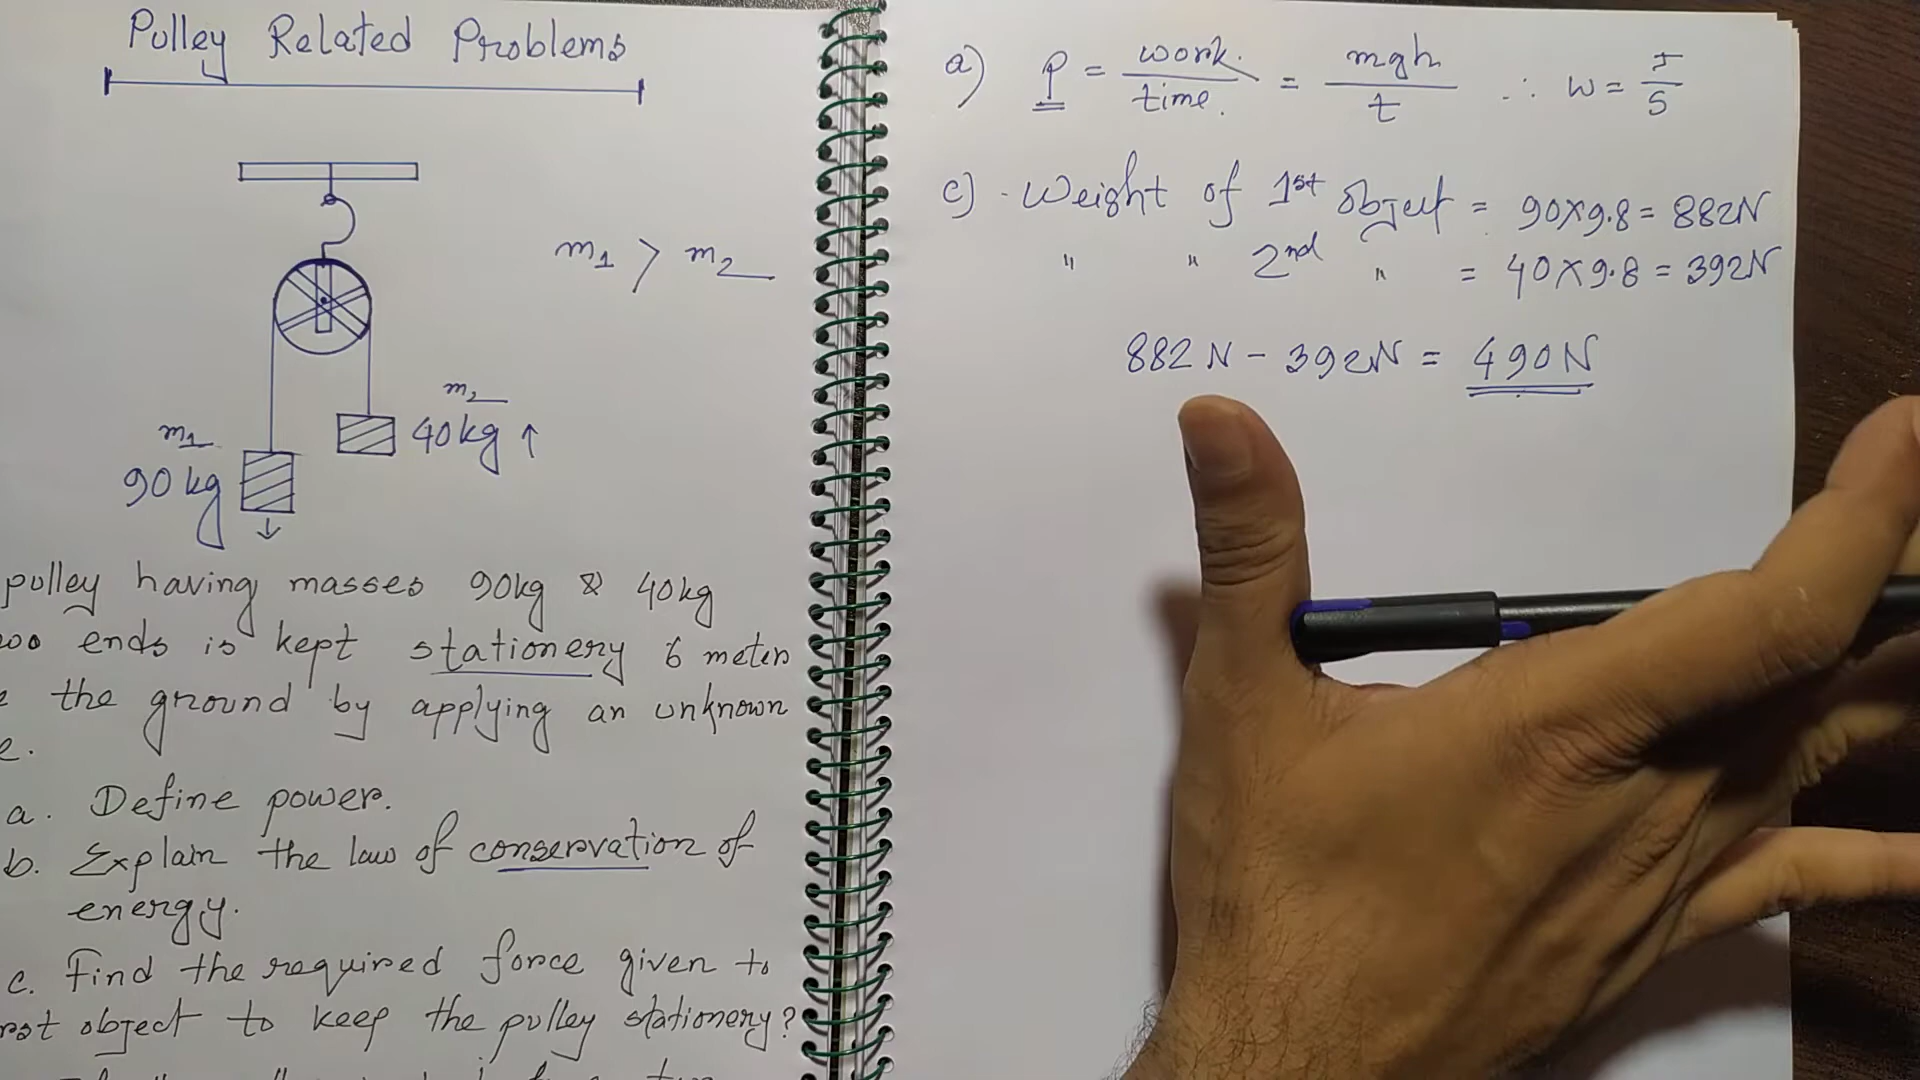 Pulley Related Problems
m1 > m2
m2
40kg ↑
m1
90kg
↓
pulley having masses 90kg & 40kg
ends is kept stationery 6 meters
the ground by applying an unknown
a. Define power.
b. Explain the law of conservation of
energy.
c. Find the required force given to
object to keep the pulley stationery?
a) P = work. / time. = mgh / t ∴ W = J / S
c) Weight of 1st object = 90×9.8 = 882N
" " 2nd " = 40×9.8 = 392N
882 N - 392N = 490 N